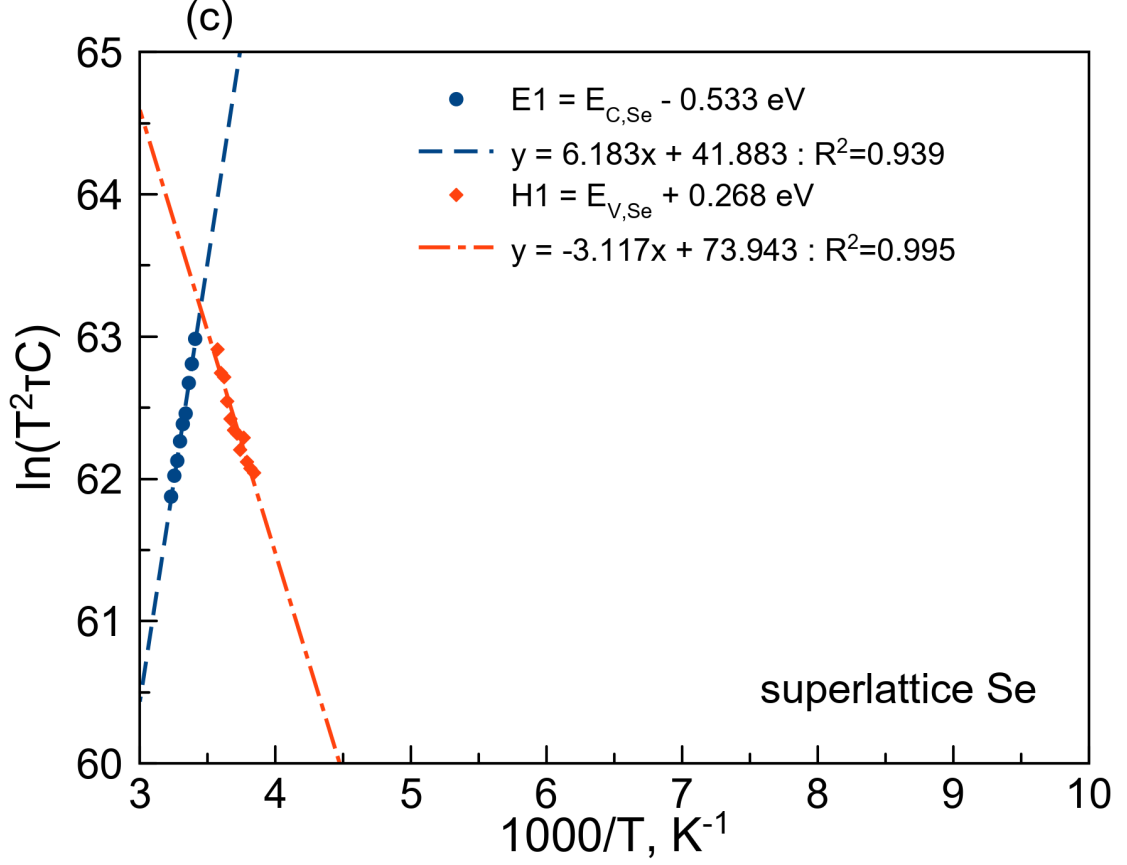 (c)
65
64
63
62
61
60
ln(T²τC)
E1 = E_C,Se - 0.533 eV
y = 6.183x + 41.883 : R²=0.939
H1 = E_V,Se + 0.268 eV
y = -3.117x + 73.943 : R²=0.995
superlattice Se
3 4 5 6 7 8 9 10
1000/T, K⁻¹